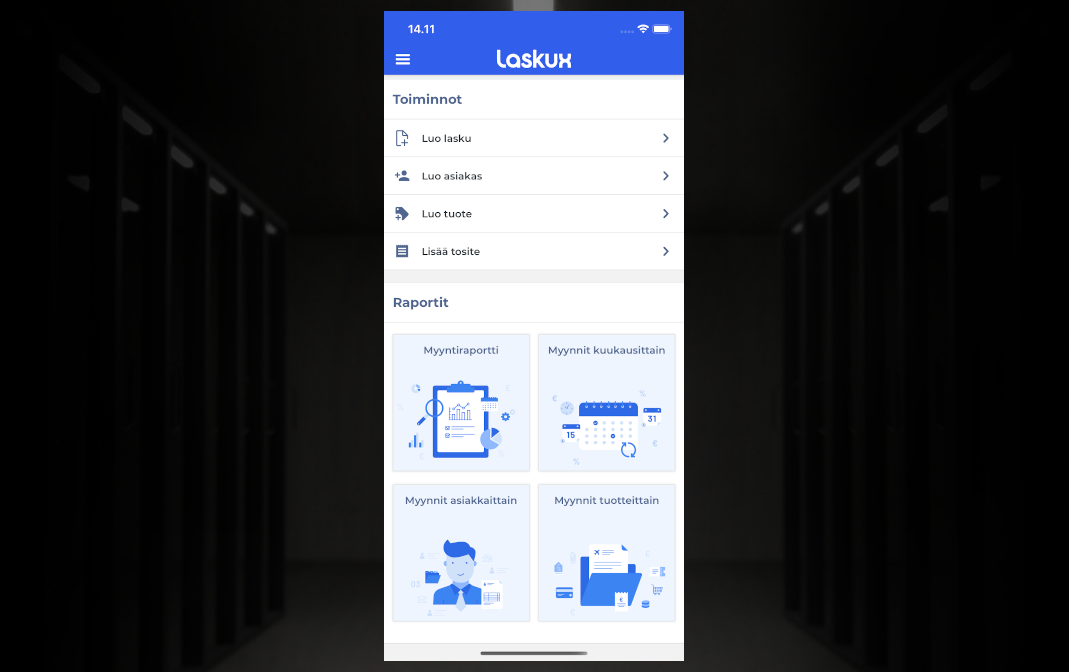 14.11
Laskux
Toiminnot
Luo lasku
Luo asiakas
Luo tuote
Lisää tosite
Raportit
Myyntiraportti
Myynnit kuukausittain
€
%
31
15
€
%
Myynnit asiakkaittain
Myynnit tuotteittain
03
€